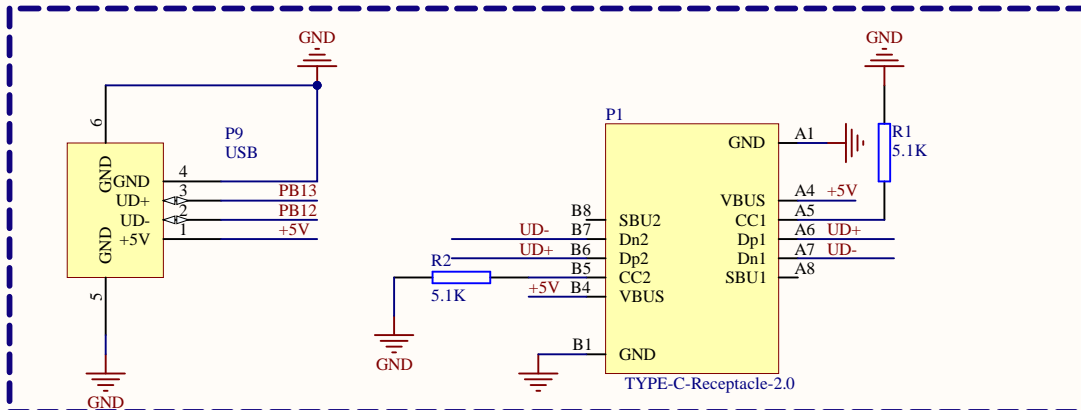 GND
GND
6
P9
USB
GND
GND
4
UD+
3
PB13
UD-
2
PB12
+5V
1
+5V
GND
5
GND
P1
GND
A1
R1
5.1K
VBUS
A4
+5V
CC1
A5
Dp1
A6
UD+
Dn1
A7
UD-
SBU1
A8
B8
SBU2
UD-
B7
Dn2
UD+
B6
Dp2
R2
5.1K
B5
CC2
+5V
B4
VBUS
GND
B1
GND
TYPE-C-Receptacle-2.0